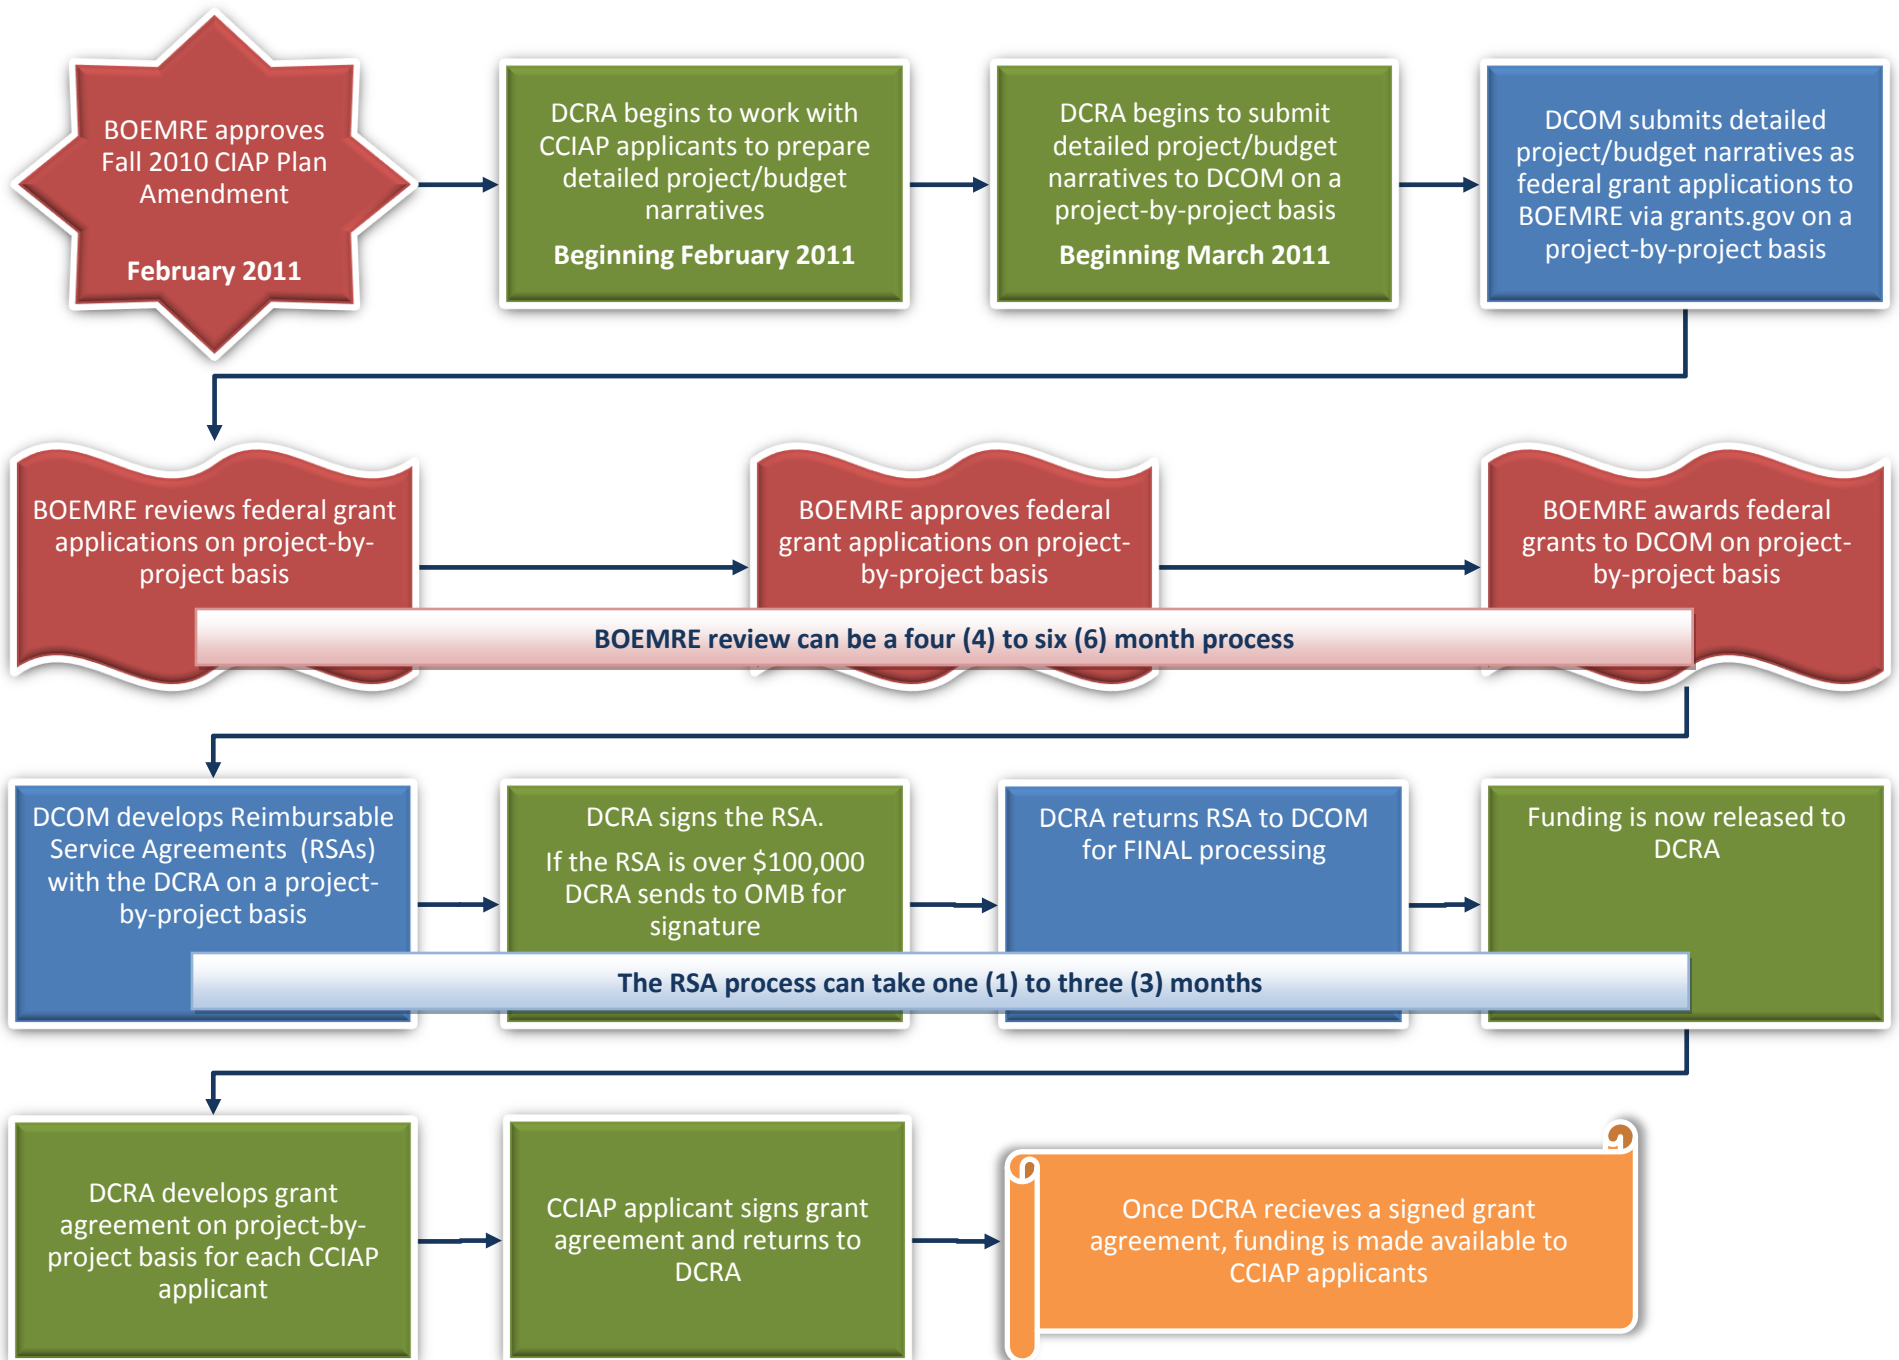 BOEMRE approves
Fall 2010 CIAP Plan
Amendment
February 2011
DCRA begins to work with
CCIAP applicants to prepare
detailed project/budget
narratives
Beginning February 2011
DCRA begins to submit
detailed project/budget
narratives to DCOM on a
project-by-project basis
Beginning March 2011
DCOM submits detailed
project/budget narratives as
federal grant applications to
BOEMRE via grants.gov on a
project-by-project basis
BOEMRE reviews federal grant
applications on project-by-
project basis
BOEMRE approves federal
grant applications on project-
by-project basis
BOEMRE awards federal
grants to DCOM on project-
by-project basis
BOEMRE review can be a four (4) to six (6) month process
DCOM develops Reimbursable
Service Agreements (RSAs)
with the DCRA on a project-
by-project basis
DCRA signs the RSA.
If the RSA is over $100,000
DCRA sends to OMB for
signature
DCRA returns RSA to DCOM
for FINAL processing
Funding is now released to
DCRA
The RSA process can take one (1) to three (3) months
DCRA develops grant
agreement on project-by-
project basis for each CCIAP
applicant
CCIAP applicant signs grant
agreement and returns to
DCRA
Once DCRA recieves a signed grant
agreement, funding is made available to
CCIAP applicants